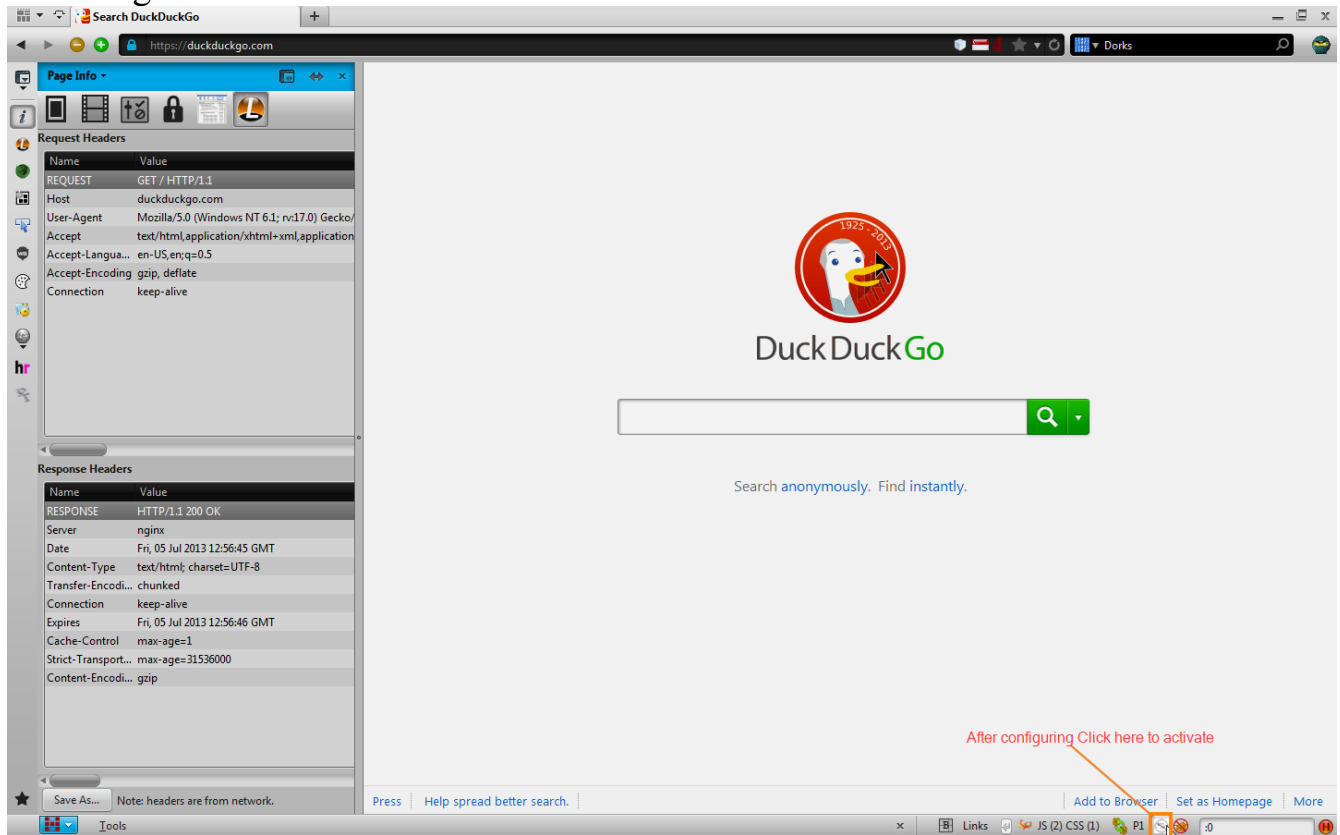 Search DuckDuckGo
+
https://duckduckgo.com
Dorks
Page Info
Request Headers
Name Value
REQUEST GET / HTTP/1.1
Host duckduckgo.com
User-Agent Mozilla/5.0 (Windows NT 6.1; rv:17.0) Gecko/
Accept text/html,application/xhtml+xml,application
Accept-Langua... en-US,en;q=0.5
Accept-Encoding gzip, deflate
Connection keep-alive
hr
Response Headers
Name Value
RESPONSE HTTP/1.1 200 OK
Server nginx
Date Fri, 05 Jul 2013 12:56:45 GMT
Content-Type text/html; charset=UTF-8
Transfer-Encodi... chunked
Connection keep-alive
Expires Fri, 05 Jul 2013 12:56:46 GMT
Cache-Control max-age=1
Strict-Transport... max-age=31536000
Content-Encodi... gzip
Save As... Note: headers are from network.
1925 - 2013
DuckDuckGo
Search anonymously. Find instantly.
After configuring Click here to activate
Press Help spread better search. Add to Browser Set as Homepage More
Tools x B Links JS (2) CSS (1) P1 :0